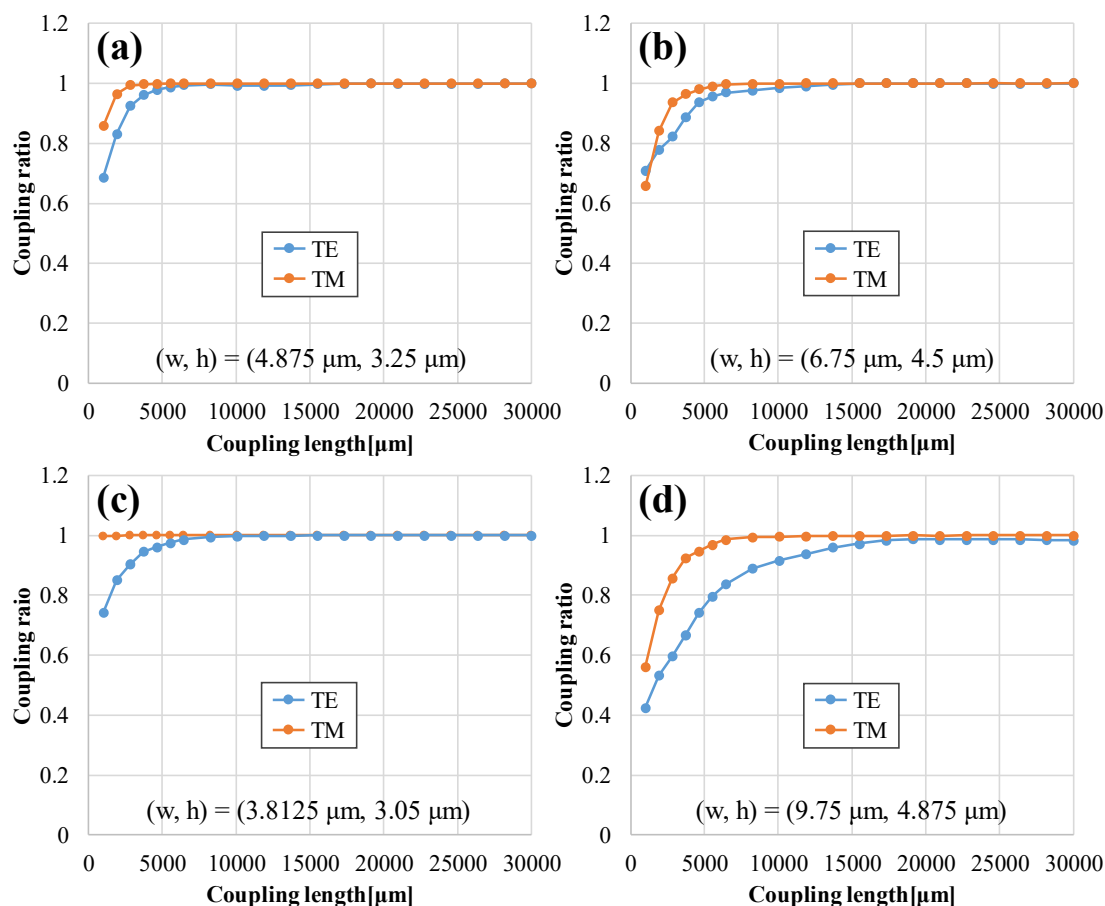 (a)
1.2
1
0.8
0.6
0.4
0.2
0
Coupling ratio
TE
TM
(w, h) = (4.875 μm, 3.25 μm)
0 5000 10000 15000 20000 25000 30000
Coupling length[μm]
(b)
1.2
1
0.8
0.6
0.4
0.2
0
Coupling ratio
TE
TM
(w, h) = (6.75 μm, 4.5 μm)
0 5000 10000 15000 20000 25000 30000
Coupling length[μm]
(c)
1.2
1
0.8
0.6
0.4
0.2
0
Coupling raio
TE
TM
(w, h) = (3.8125 μm, 3.05 μm)
0 5000 10000 15000 20000 25000 30000
Coupling length[μm]
(d)
1.2
1
0.8
0.6
0.4
0.2
0
Coupling ratio
TE
TM
(w, h) = (9.75 μm, 4.875 μm)
0 5000 10000 15000 20000 25000 30000
Coupling length[μm]